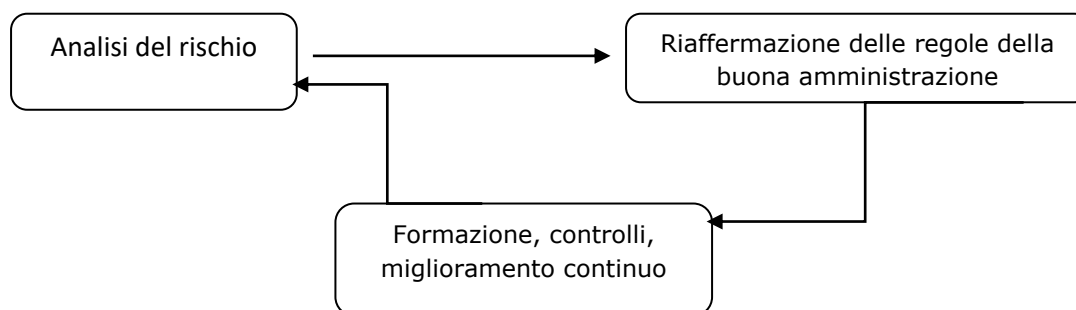 Analisi del rischio
Riaffermazione delle regole della
buona amministrazione
Formazione, controlli,
miglioramento continuo